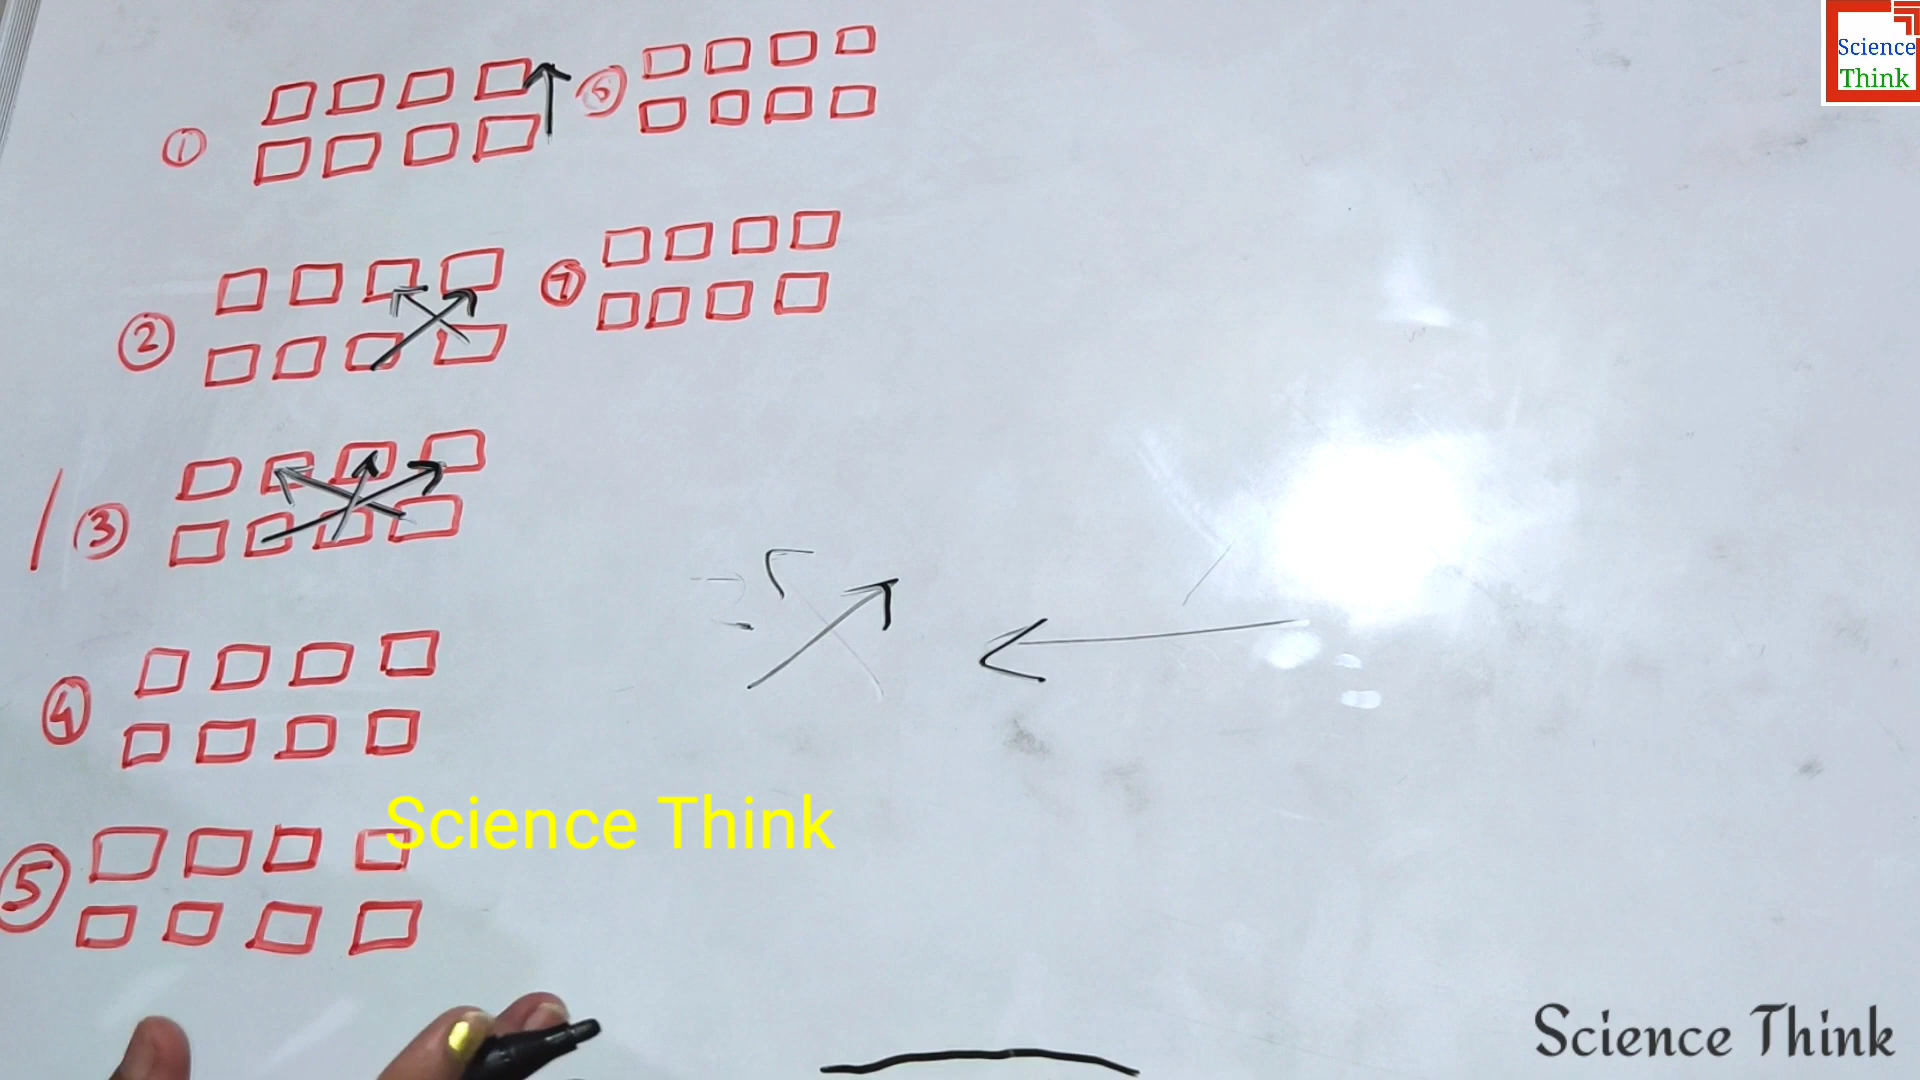 Science
Think
①
⑥
②
⑦
③
④
Science Think
⑤
Science Think